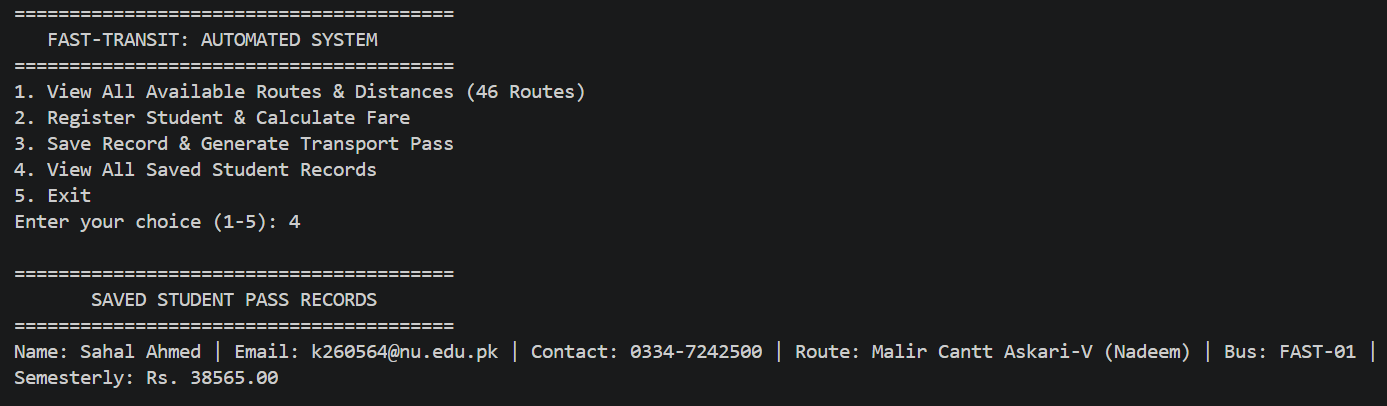 ========================================
FAST-TRANSIT: AUTOMATED SYSTEM
========================================
1. View All Available Routes & Distances (46 Routes)
2. Register Student & Calculate Fare
3. Save Record & Generate Transport Pass
4. View All Saved Student Records
5. Exit
Enter your choice (1-5): 4
========================================
SAVED STUDENT PASS RECORDS
========================================
Name: Sahal Ahmed | Email: k260564@nu.edu.pk | Contact: 0334-7242500 | Route: Malir Cantt Askari-V (Nadeem) | Bus: FAST-01 |
Semesterly: Rs. 38565.00